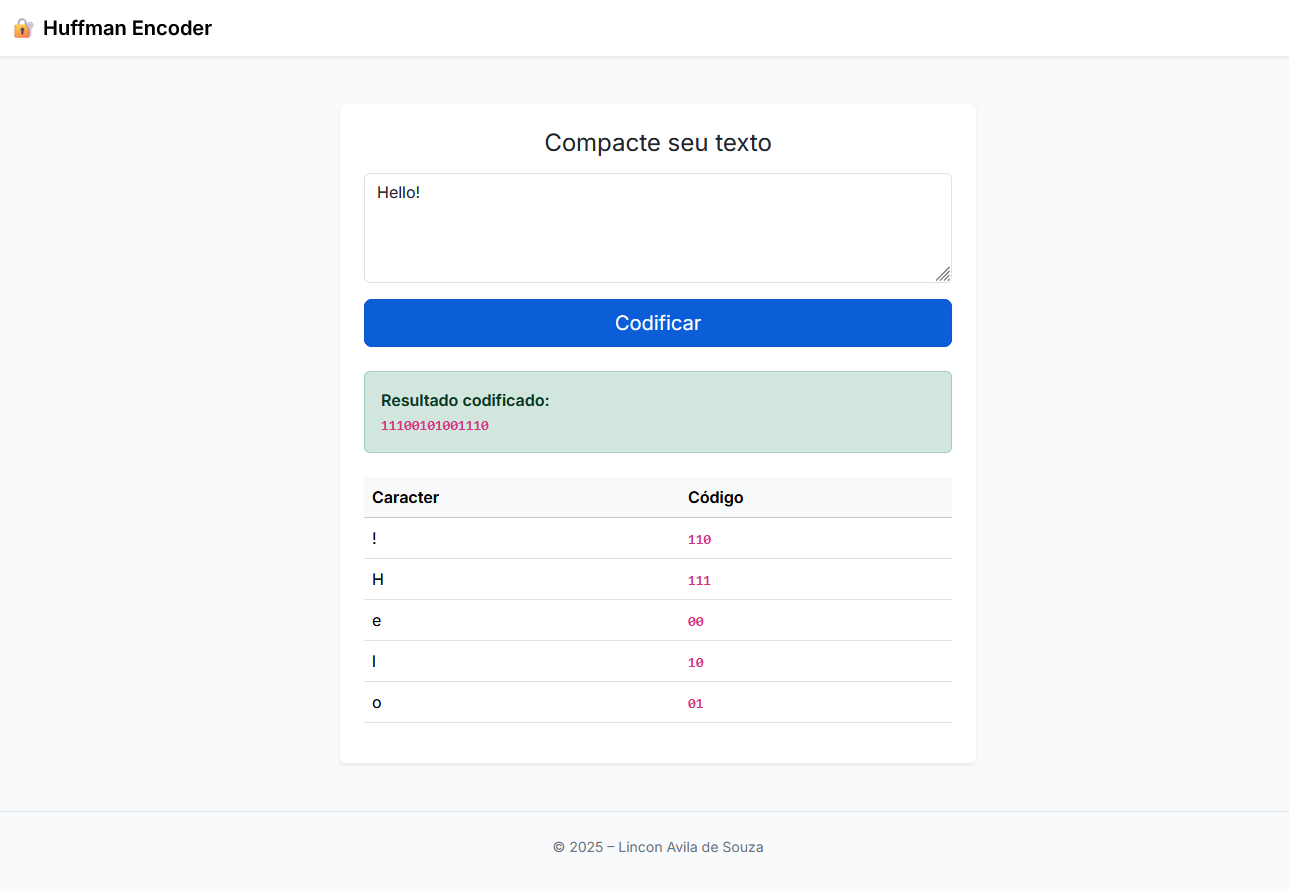 🔐 Huffman Encoder
Compacte seu texto
Hello!
Codificar
Resultado codificado:
11100101001110
Caracter Código
! 110
H 111
e 00
l 10
o 01
© 2025 – Lincon Avila de Souza